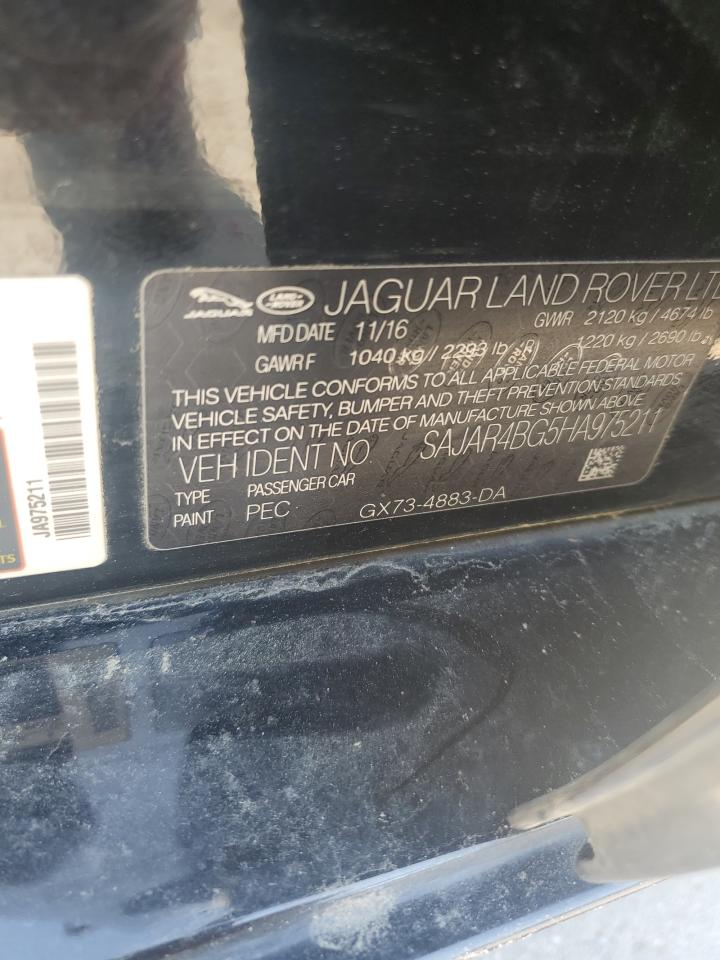 JAGUAR
LAND ROVER
JAGUAR LAND ROVER LT
MFD DATE 11/16 GVWR 2120 kg / 4674 lb
GAWR F 1040 kg / 2293 lb 1220 kg / 2690 lb
THIS VEHICLE CONFORMS TO ALL APPLICABLE FEDERAL MOTOR
VEHICLE SAFETY, BUMPER AND THEFT PREVENTION STANDARDS
IN EFFECT ON THE DATE OF MANUFACTURE SHOWN ABOVE
VEH IDENT NO SAJAR4BG5HA975211
TYPE PASSENGER CAR
PAINT PEC GX73-4883-DA
JA975211
TS